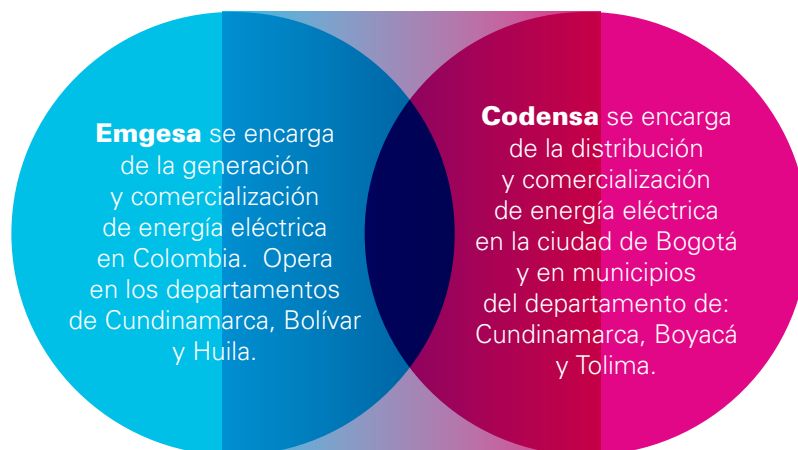 Emgesa se encarga
de la generación
y comercialización
de energía eléctrica
en Colombia.  Opera
en los departamentos
de Cundinamarca, Bolívar
y Huila.
Codensa se encarga
de la distribución
y comercialización
de energía eléctrica
en la ciudad de Bogotá
y en municipios
del departamento de:
Cundinamarca, Boyacá
y Tolima.